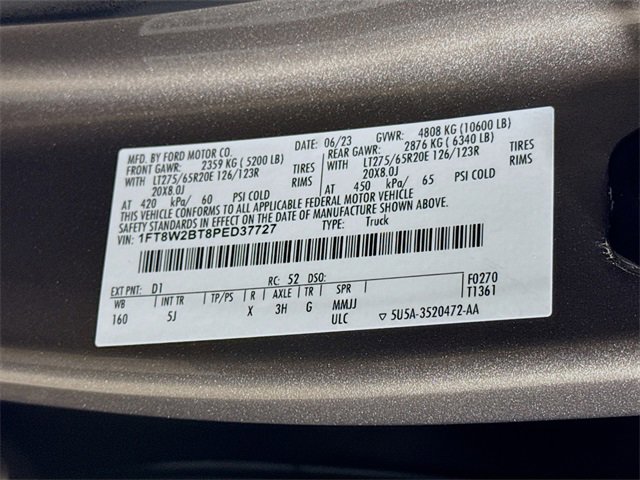 MFD. BY FORD MOTOR CO. DATE: 06/23 GVWR: 4808 KG (10600 LB)
FRONT GAWR: 2359 KG ( 5200 LB) REAR GAWR: 2876 KG ( 6340 LB)
WITH LT275/65R20E 126/123R TIRES WITH LT275/65R20E 126/123R TIRES
20X8.0J RIMS 20X8.0J RIMS
AT 420 kPa/ 60 PSI COLD AT 450 kPa/ 65 PSI COLD
THIS VEHICLE CONFORMS TO ALL APPLICABLE FEDERAL MOTOR VEHICLE
SAFETY STANDARDS IN EFFECT ON THE DATE OF MANUFACTURE SHOWN ABOVE.
VIN: 1FT8W2BT8PED37727 TYPE: Truck
EXT PNT: D1 RC: 52 DSO: F0270
WB INT TR TP/PS R AXLE TR SPR T1361
160 5J X 3H G MMJJ
ULC ▽ 5U5A-3520472-AA